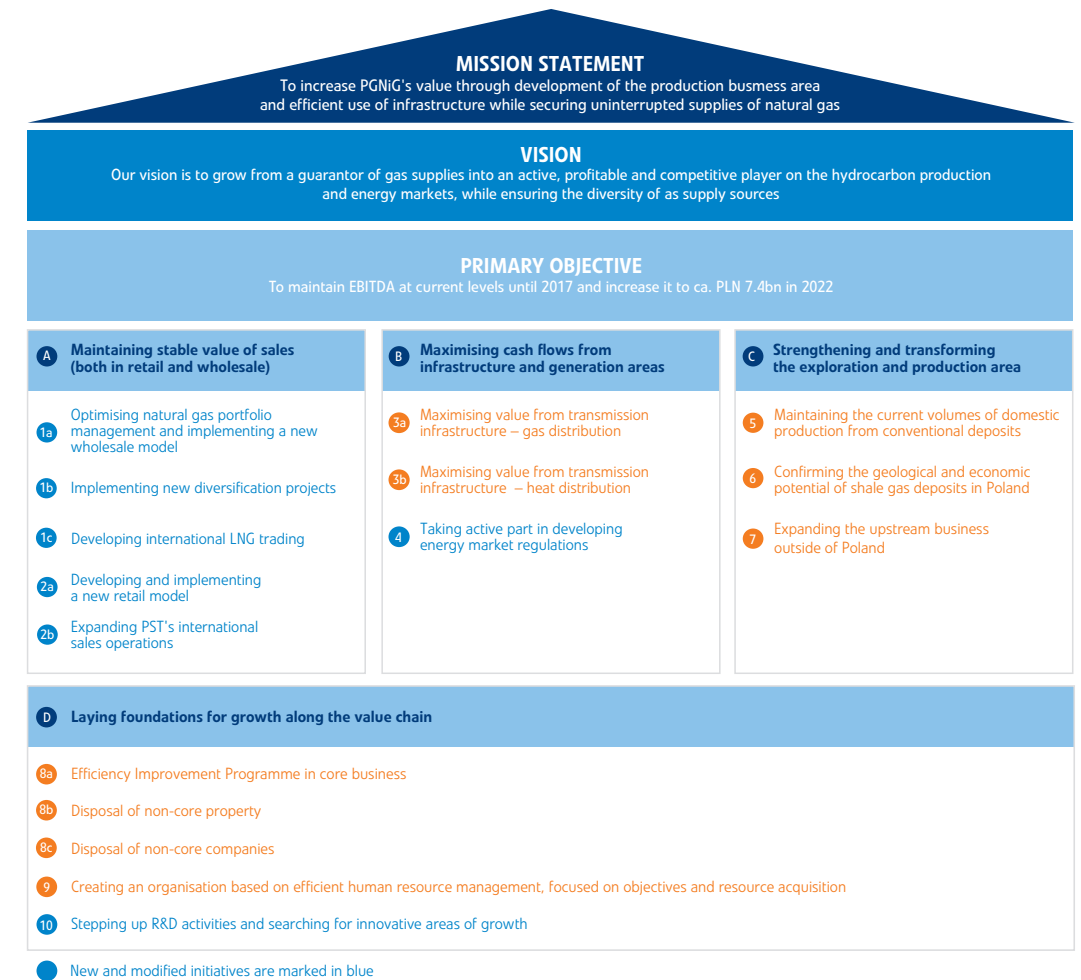 MISSION STATEMENT
To increase PGNiG's value through development of the production busmess area
and efficient use of infrastructure while securing uninterrupted supplies of natural gas
VISION
Our vision is to grow from a guarantor of gas supplies into an active, profitable and competitive player on the hydrocarbon production
and energy markets, while ensuring the diversity of as supply sources
PRIMARY OBJECTIVE
To maintain EBITDA at current levels until 2017 and increase it to ca. PLN 7.4bn in 2022
A Maintaining stable value of sales
(both in retail and wholesale)
1a Optimising natural gas portfolio
management and implementing a new
wholesale model
1b Implementing new diversification projects
1c Developing international LNG trading
2a Developing and implementing
a new retail model
2b Expanding PST's international
sales operations
B Maximising cash flows from
infrastructure and generation areas
3a Maximising value from transmission
infrastructure – gas distribution
3b Maximising value from transmission
infrastructure – heat distribution
4 Taking active part in developing
energy market regulations
C Strengthening and transforming
the exploration and production area
5 Maintaining the current volumes of domestic
production from conventional deposits
6 Confirming the geological and economic
potential of shale gas deposits in Poland
7 Expanding the upstream business
outside of Poland
D Laying foundations for growth along the value chain
8a Efficiency Improvement Programme in core business
8b Disposal of non-core property
8c Disposal of non-core companies
9 Creating an organisation based on efficient human resource management, focused on objectives and resource acquisition
10 Stepping up R&D activities and searching for innovative areas of growth
New and modified initiatives are marked in blue